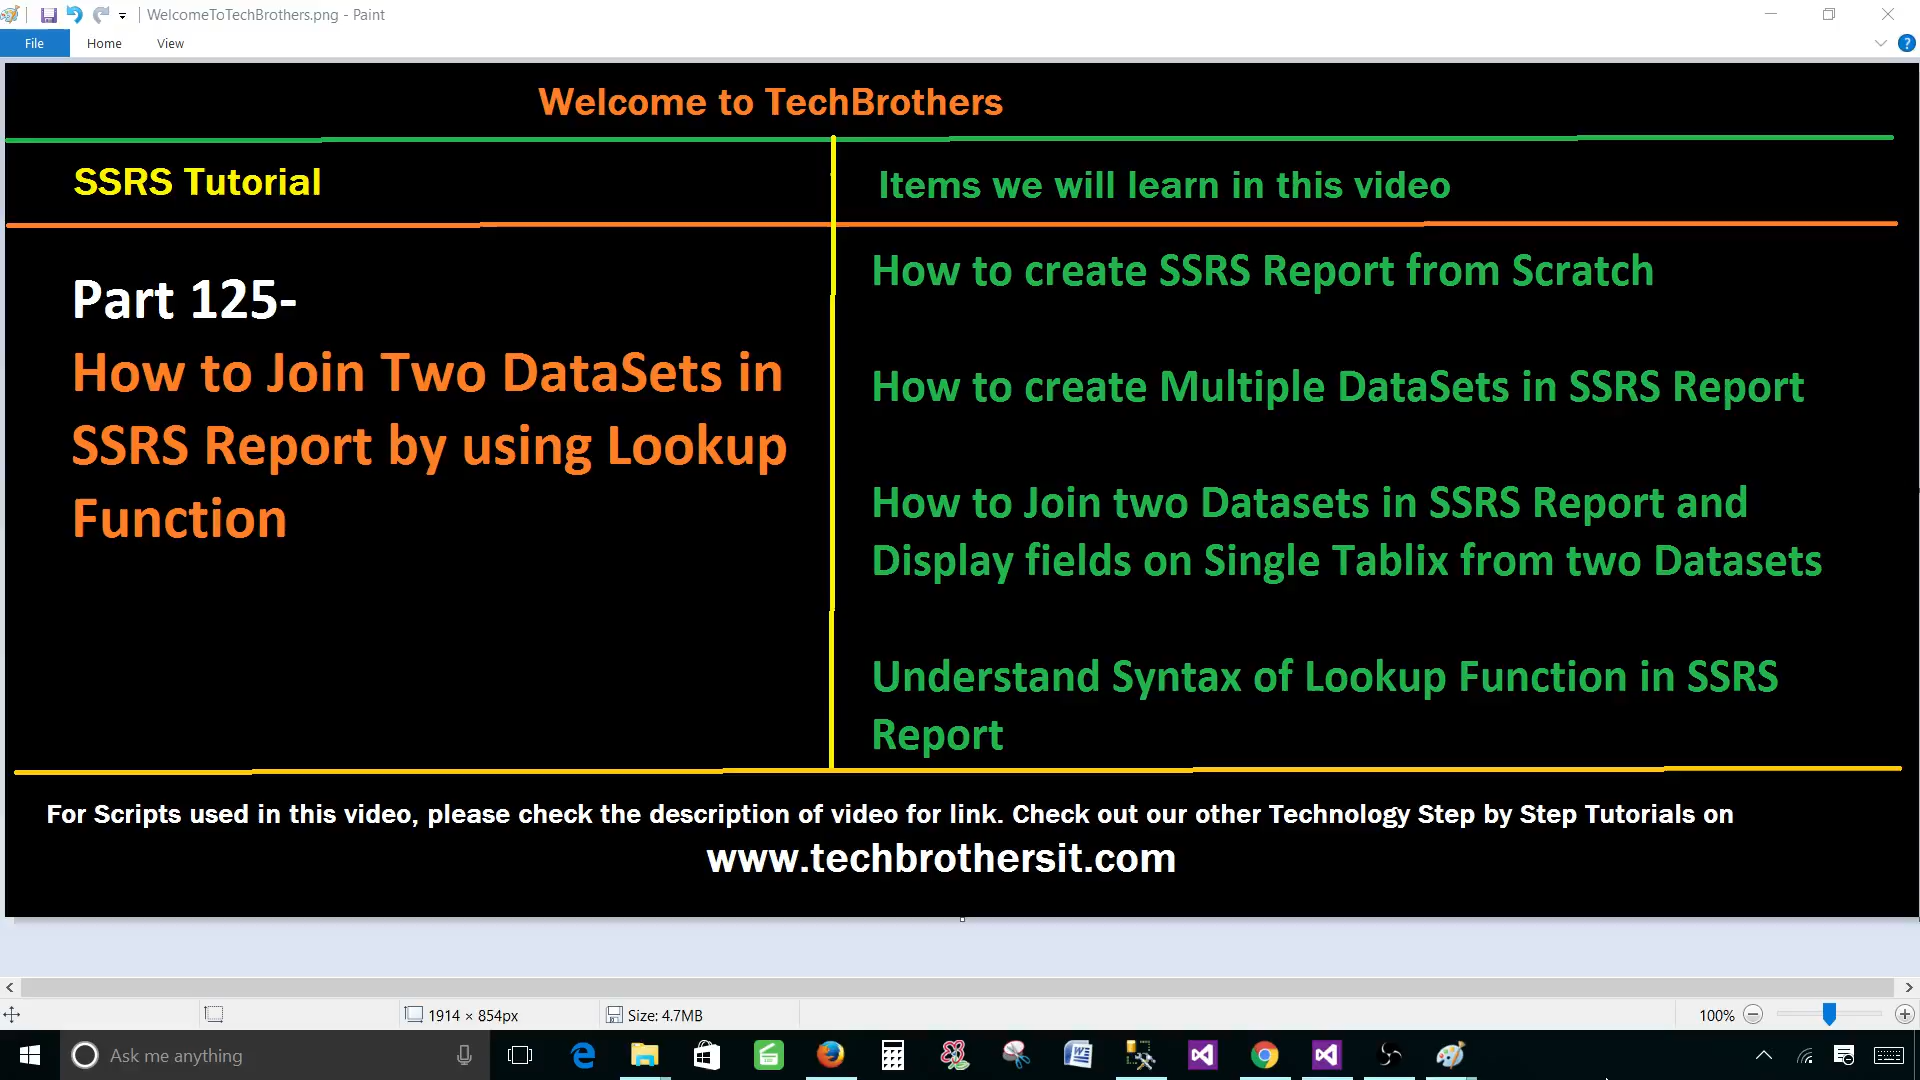 WelcomeToTechBrothers.png - Paint
File
Home
View
Welcome to TechBrothers
SSRS Tutorial
Items we will learn in this video
Part 125-
How to Join Two DataSets in
SSRS Report by using Lookup
Function
How to create SSRS Report from Scratch
How to create Multiple DataSets in SSRS Report
How to Join two Datasets in SSRS Report and
Display fields on Single Tablix from two Datasets
Understand Syntax of Lookup Function in SSRS
Report
For Scripts used in this video, please check the description of video for link. Check out our other Technology Step by Step Tutorials on
www.techbrothersit.com
1914 × 854px
Size: 4.7MB
100%
Ask me anything